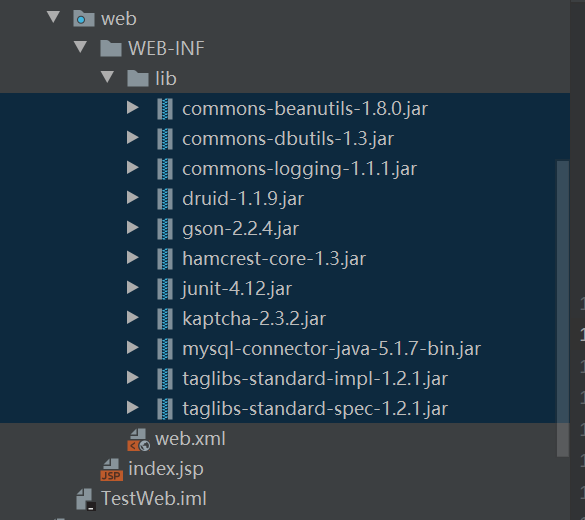 web
WEB-INF
lib
commons-beanutils-1.8.0.jar
commons-dbutils-1.3.jar
commons-logging-1.1.1.jar
druid-1.1.9.jar
gson-2.2.4.jar
hamcrest-core-1.3.jar
junit-4.12.jar
kaptcha-2.3.2.jar
mysql-connector-java-5.1.7-bin.jar
taglibs-standard-impl-1.2.1.jar
taglibs-standard-spec-1.2.1.jar
web.xml
JSP index.jsp
TestWeb.iml